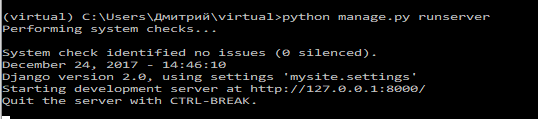 (virtual) C:\Users\Дмитрий\virtual>python manage.py runserver
Performing system checks...
System check identified no issues (0 silenced).
December 24, 2017 - 14:46:10
Django version 2.0, using settings 'mysite.settings'
Starting development server at http://127.0.0.1:8000/
Quit the server with CTRL-BREAK.